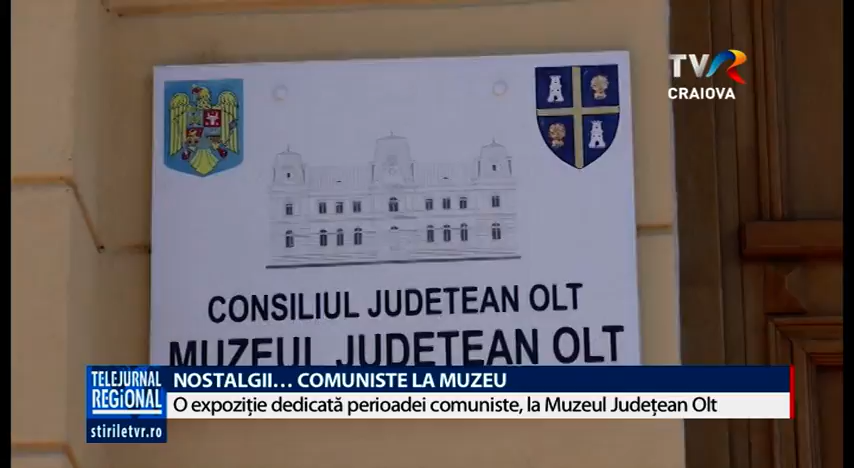 TVR
CRAIOVA
CONSILIUL JUDETEAN OLT
MUZEUL JUDEȚEAN OLT
TELEJURNAL
REGIONAL
stiriletvr.ro
NOSTALGII... COMUNISTE LA MUZEU
O expoziție dedicată perioadei comuniste, la Muzeul Județean Olt